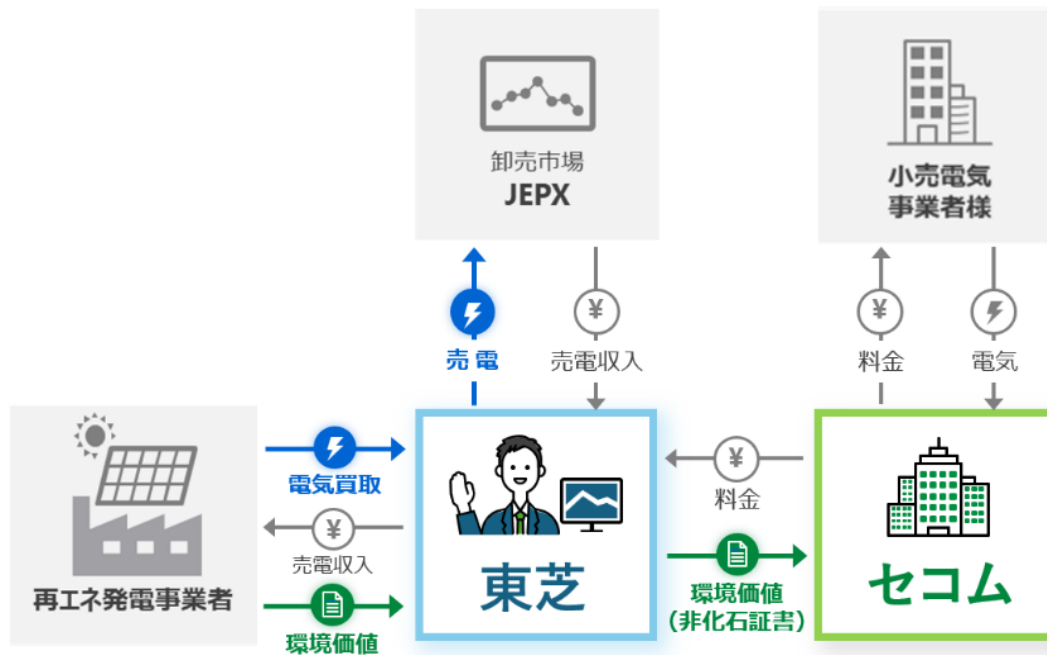 卸売市場
JEPX
小売電気
事業者様
¥
¥
売電
売電収入
料金
電気
電気買取
¥
売電収入
再エネ発電事業者
環境価値
東芝
¥
料金
環境価値
(非化石証書)
セコム